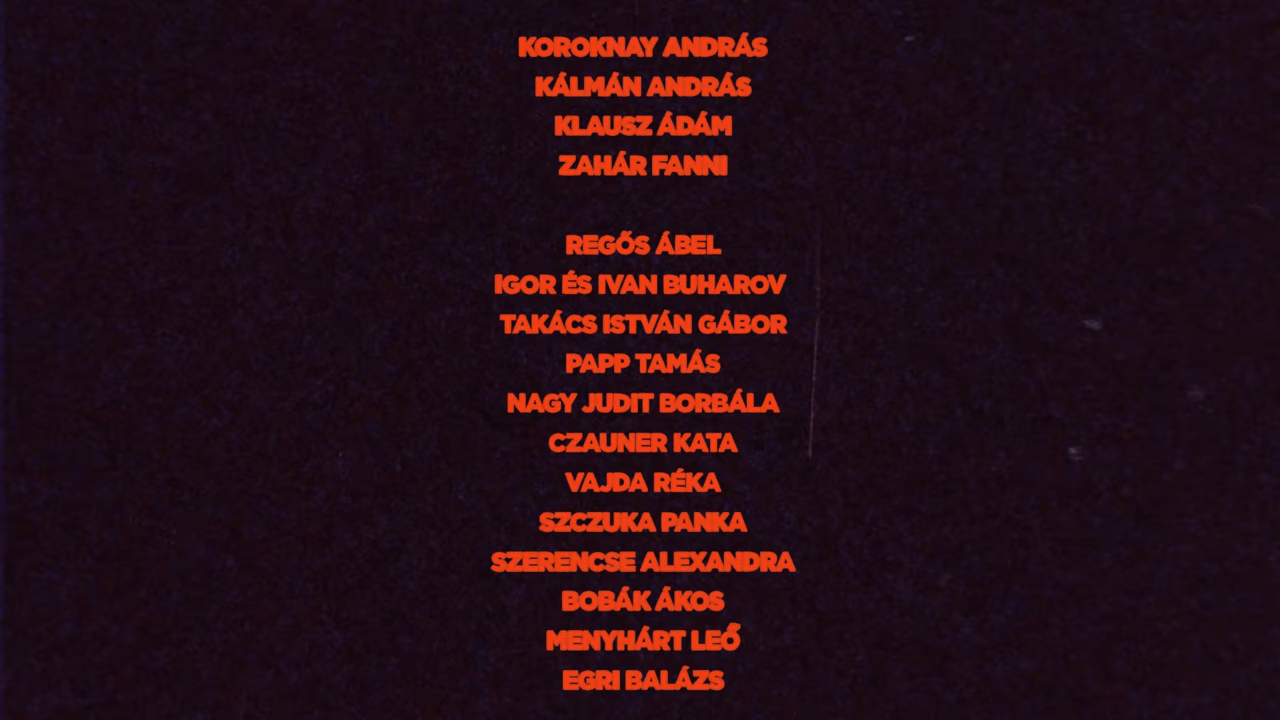 KOROKNAY ANDRÁS
KÁLMÁN ANDRÁS
KLAUSZ ÁDÁM
ZAHÁR FANNI
REGŐS ÁBEL
IGOR ÉS IVAN BUHAROV
TAKÁCS ISTVÁN GÁBOR
PAPP TAMÁS
NAGY JUDIT BORBÁLA
CZAUNER KATA
VAJDA RÉKA
SZCZUKA PANKA
SZERENCSE ALEXANDRA
BOBÁK ÁKOS
MENYHÁRT LEŐ
EGRI BALÁZS